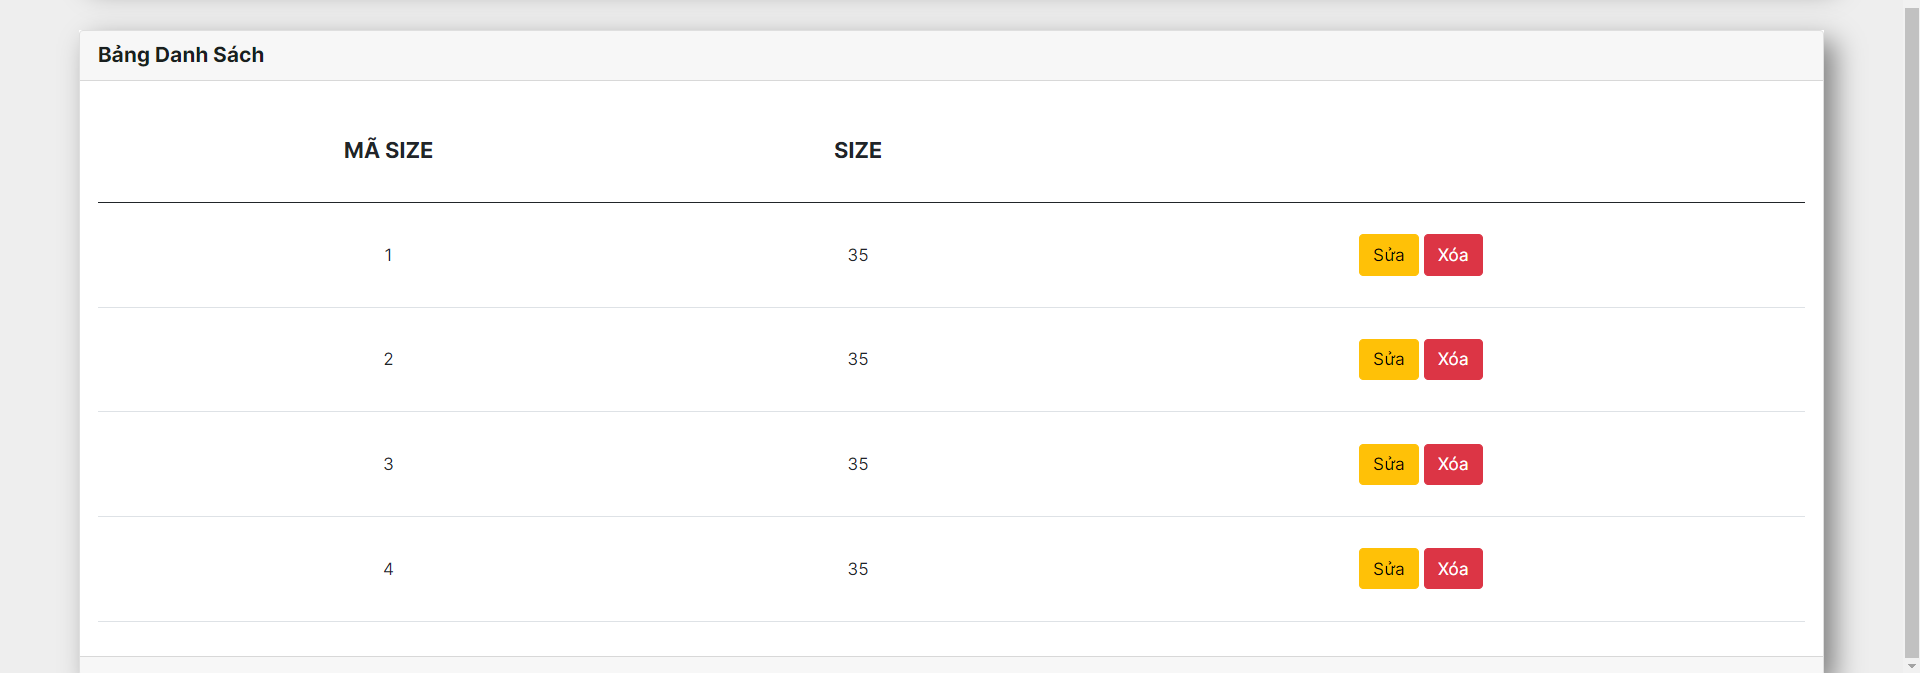 Bảng Danh Sách
MÃ SIZE SIZE
1 35 Sửa Xóa
2 35 Sửa Xóa
3 35 Sửa Xóa
4 35 Sửa Xóa